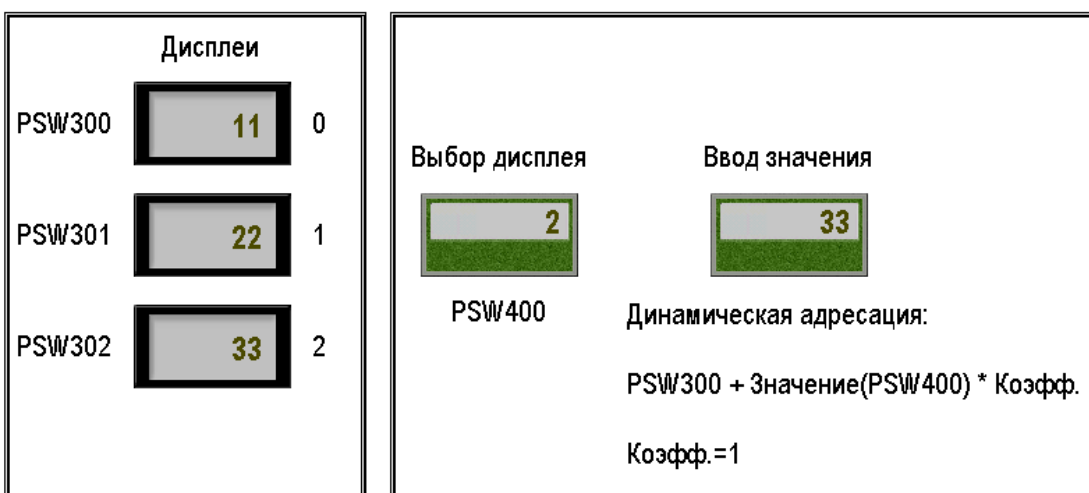 Дисплеи
PSW300 11 0
PSW301 22 1
PSW302 33 2
Выбор дисплея Ввод значения
2 33
PSW400
Динамическая адресация:
PSW300 + Значение(PSW400) * Коэфф.
Коэфф.=1